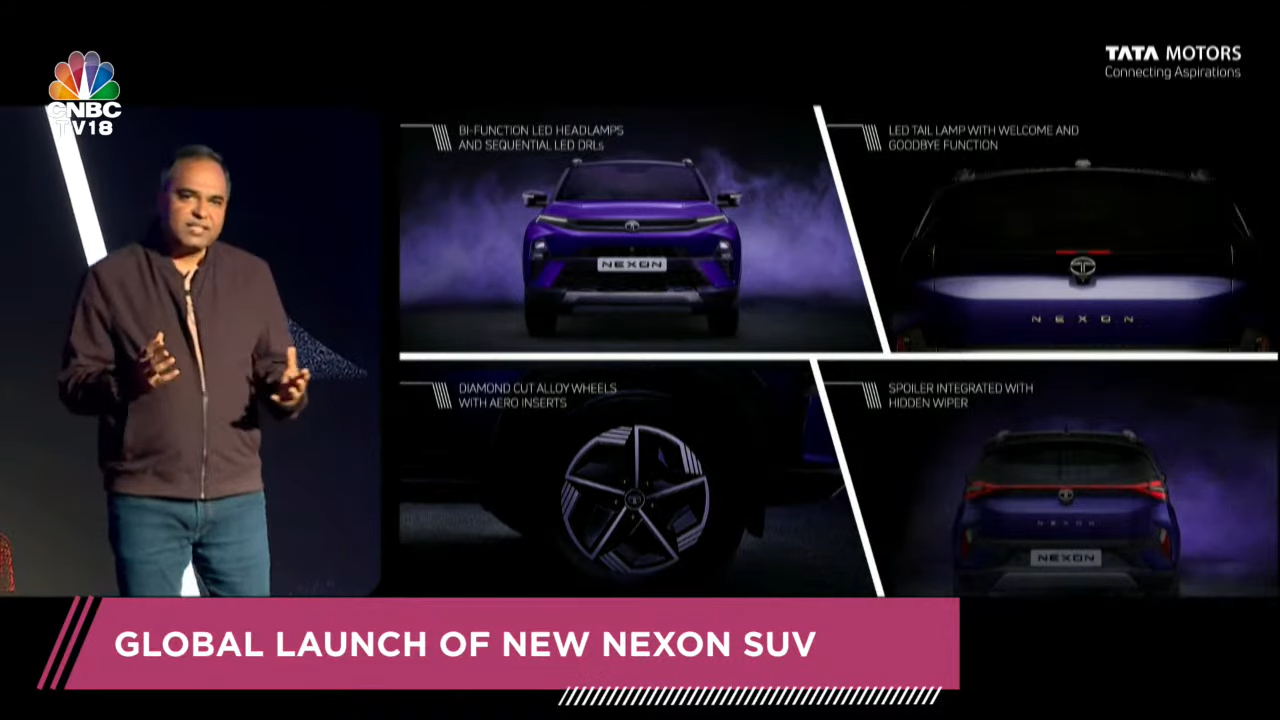 CNBC
TV18
TATA MOTORS
Connecting Aspirations
BI-FUNCTION LED HEADLAMPS
AND SEQUENTIAL LED DRLs
NEXON
LED TAIL LAMP WITH WELCOME AND
GOODBYE FUNCTION
NEXON
DIAMOND CUT ALLOY WHEELS
WITH AERO INSERTS
SPOILER INTEGRATED WITH
HIDDEN WIPER
NEXON
NEXON
GLOBAL LAUNCH OF NEW NEXON SUV